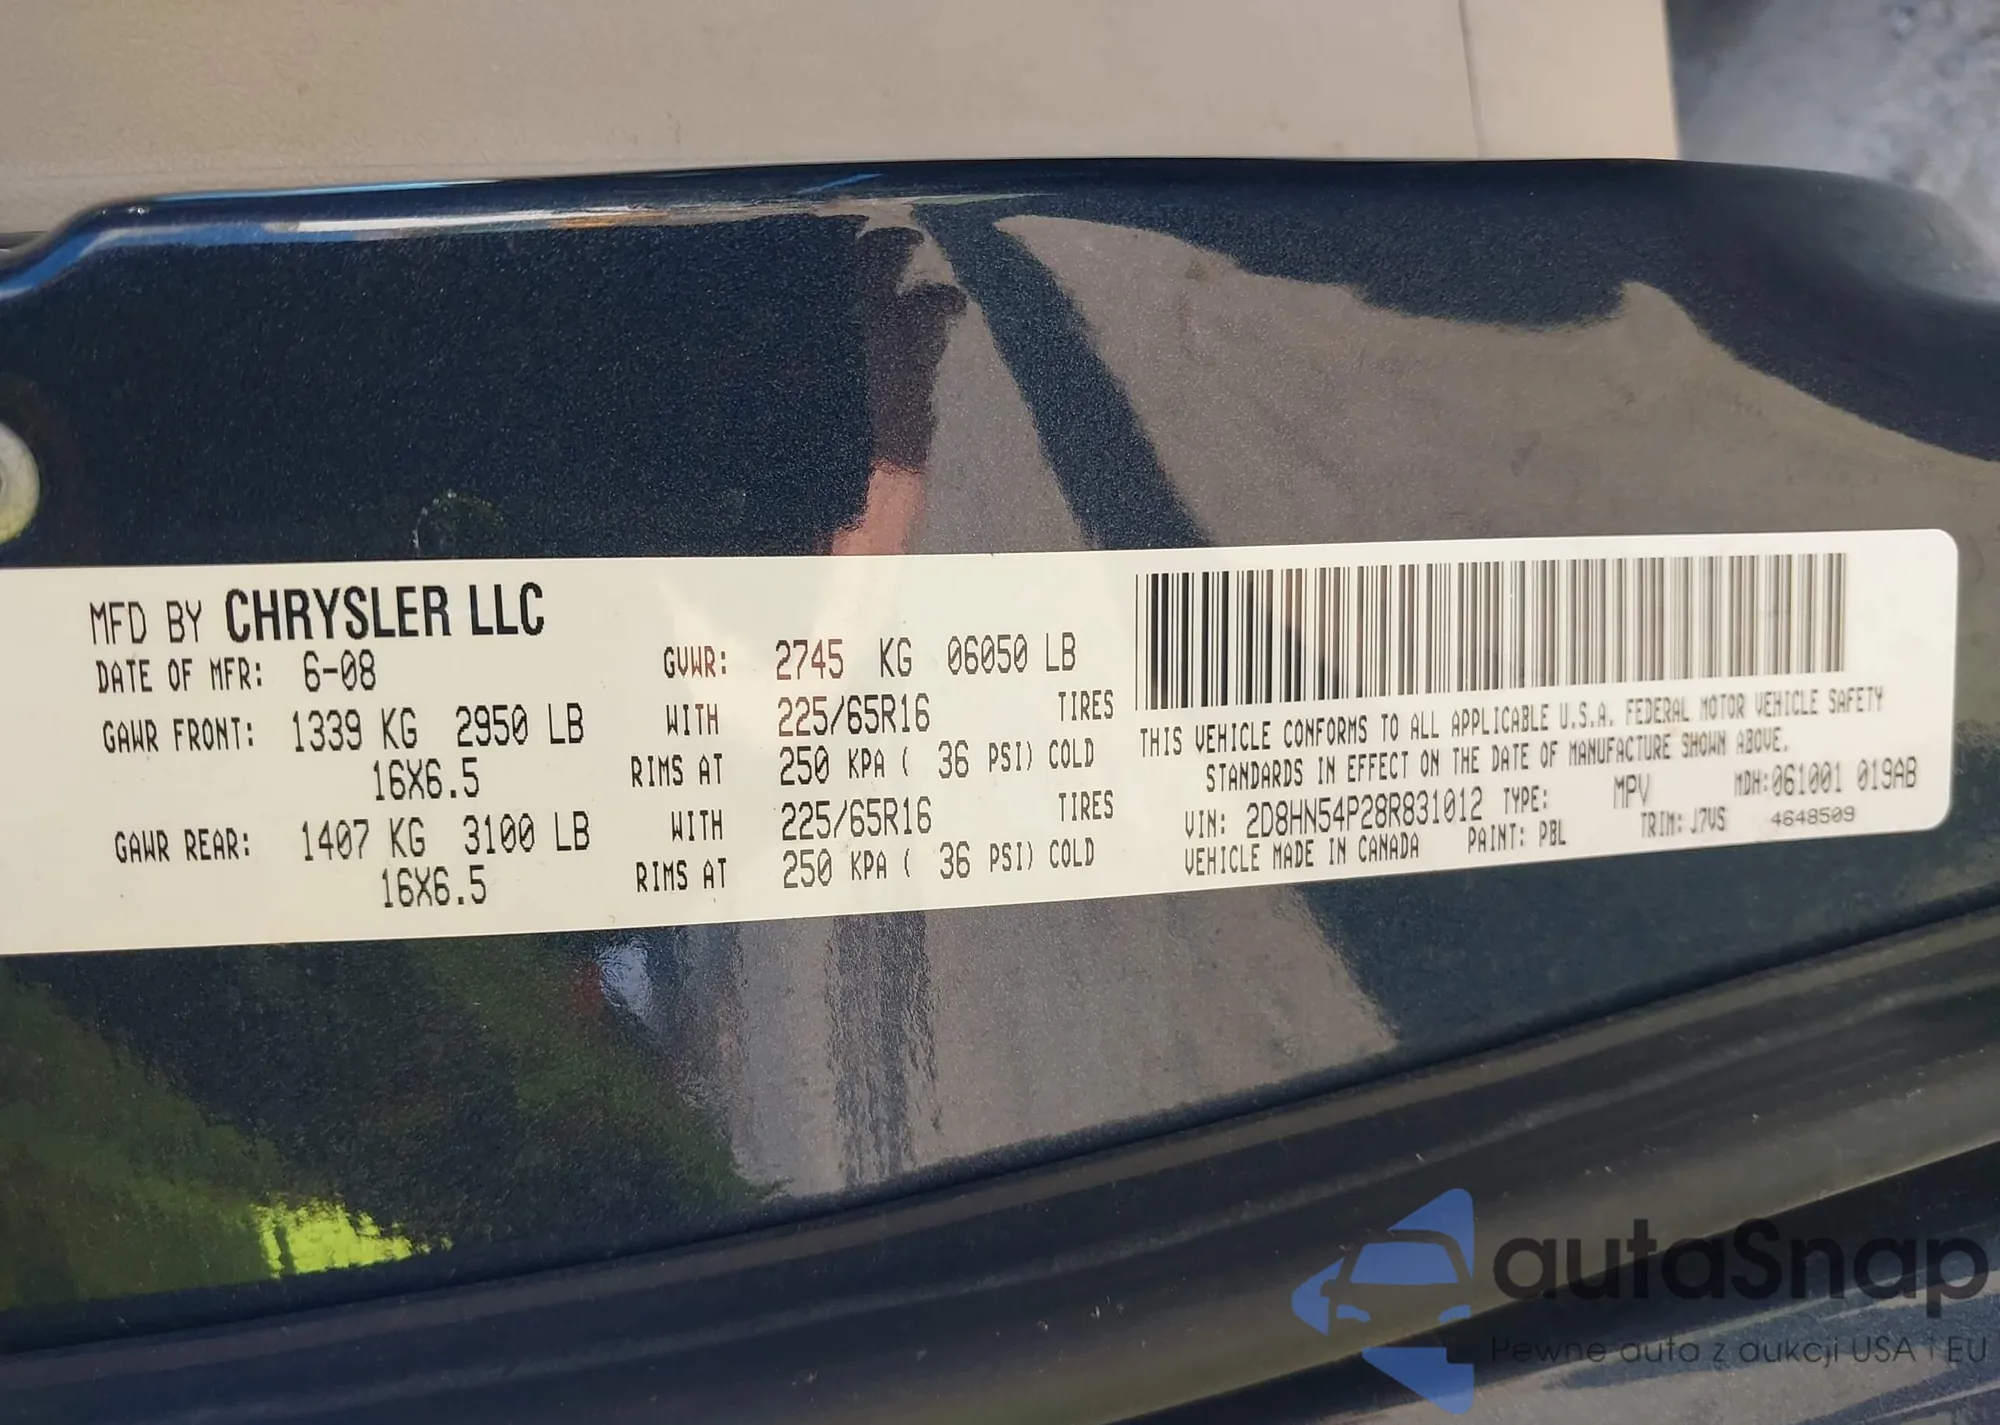 MFD BY CHRYSLER LLC
DATE OF MFR: 6-08 GVWR: 2745 KG 06050 LB
GAWR FRONT: 1339 KG 2950 LB WITH 225/65R16 TIRES
16X6.5 RIMS AT 250 KPA ( 36 PSI) COLD
GAWR REAR: 1407 KG 3100 LB WITH 225/65R16 TIRES
16X6.5 RIMS AT 250 KPA ( 36 PSI) COLD
THIS VEHICLE CONFORMS TO ALL APPLICABLE U.S.A. FEDERAL MOTOR VEHICLE SAFETY
STANDARDS IN EFFECT ON THE DATE OF MANUFACTURE SHOWN ABOVE.
VIN: 2D8HN54P28R831012 TYPE: MPV MDH:061001 019AB
VEHICLE MADE IN CANADA PAINT: PBL TRIM: J7VS 4648509
autaSnap
Pewne auta z aukcji USA i EU